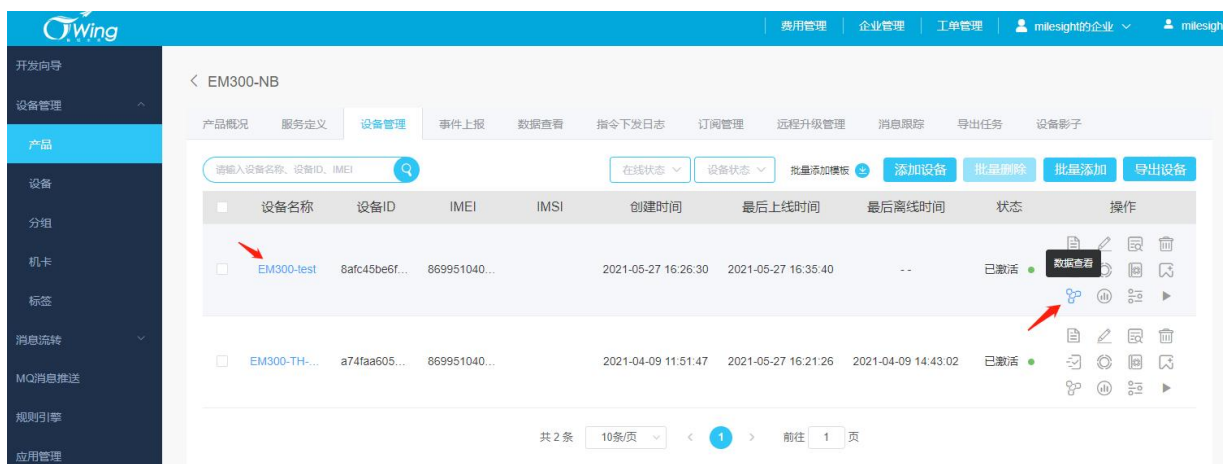 Wing
费用管理 企业管理 工单管理 milesight的企业 milesigh
开发向导
设备管理
产品
设备
分组
机卡
标签
消息流转
MQ消息推送
规则引擎
应用管理
EM300-NB
产品概况 服务定义 设备管理 事件上报 数据查看 指令下发日志 订阅管理 远程升级管理 消息跟踪 导出任务 设备影子
请输入设备名称、设备ID、IMEI 在线状态 设备状态 批量添加模板 添加设备 批量删除 批量添加 导出设备
设备名称 设备ID IMEI IMSI 创建时间 最后上线时间 最后离线时间 状态 操作
EM300-test 8afc45be6f... 869951040... 2021-05-27 16:26:30 2021-05-27 16:35:40 - - 已激活
数据查看
EM300-TH-... a74faa605... 869951040... 2021-04-09 11:51:47 2021-05-27 16:21:26 2021-04-09 14:43:02 已激活
共 2 条 10条/页 1 前往 1 页